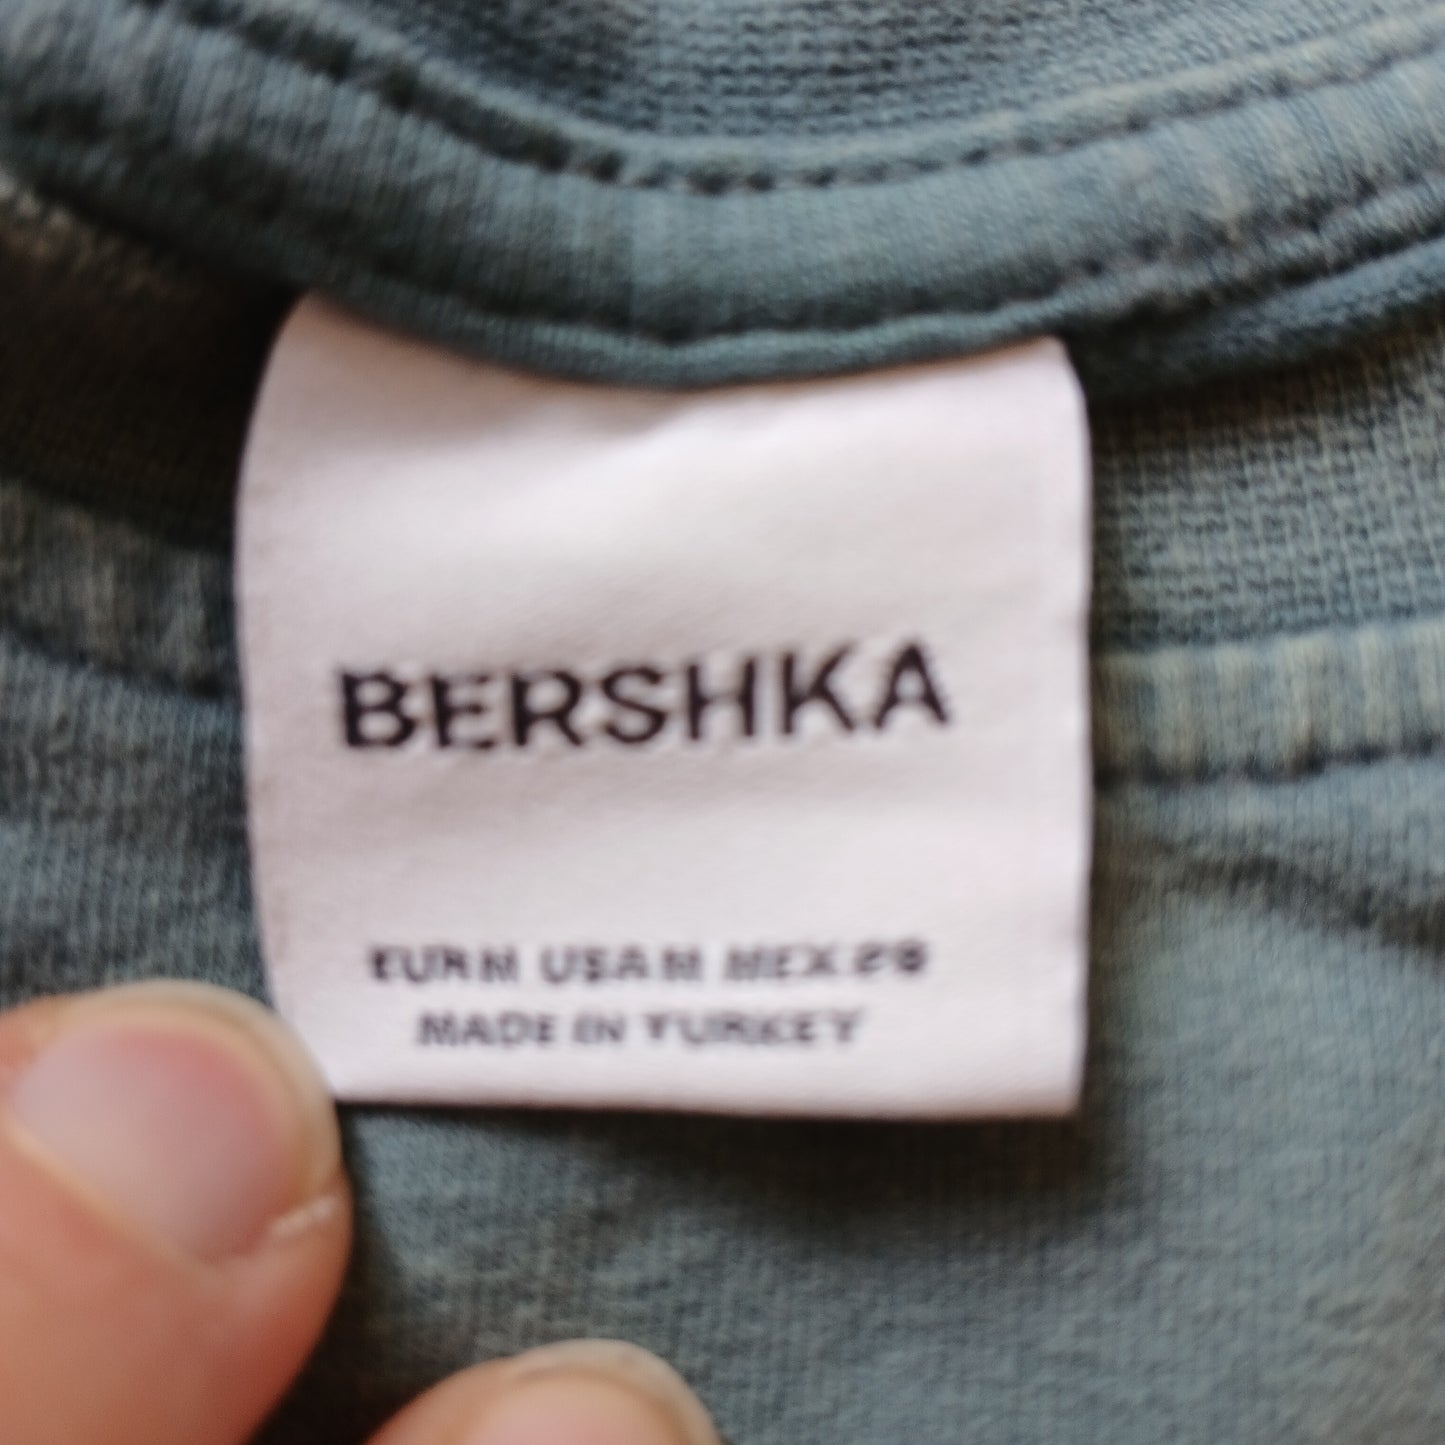 BERSHKA
EUR M USA M MEX 28
MADE IN TURKEY